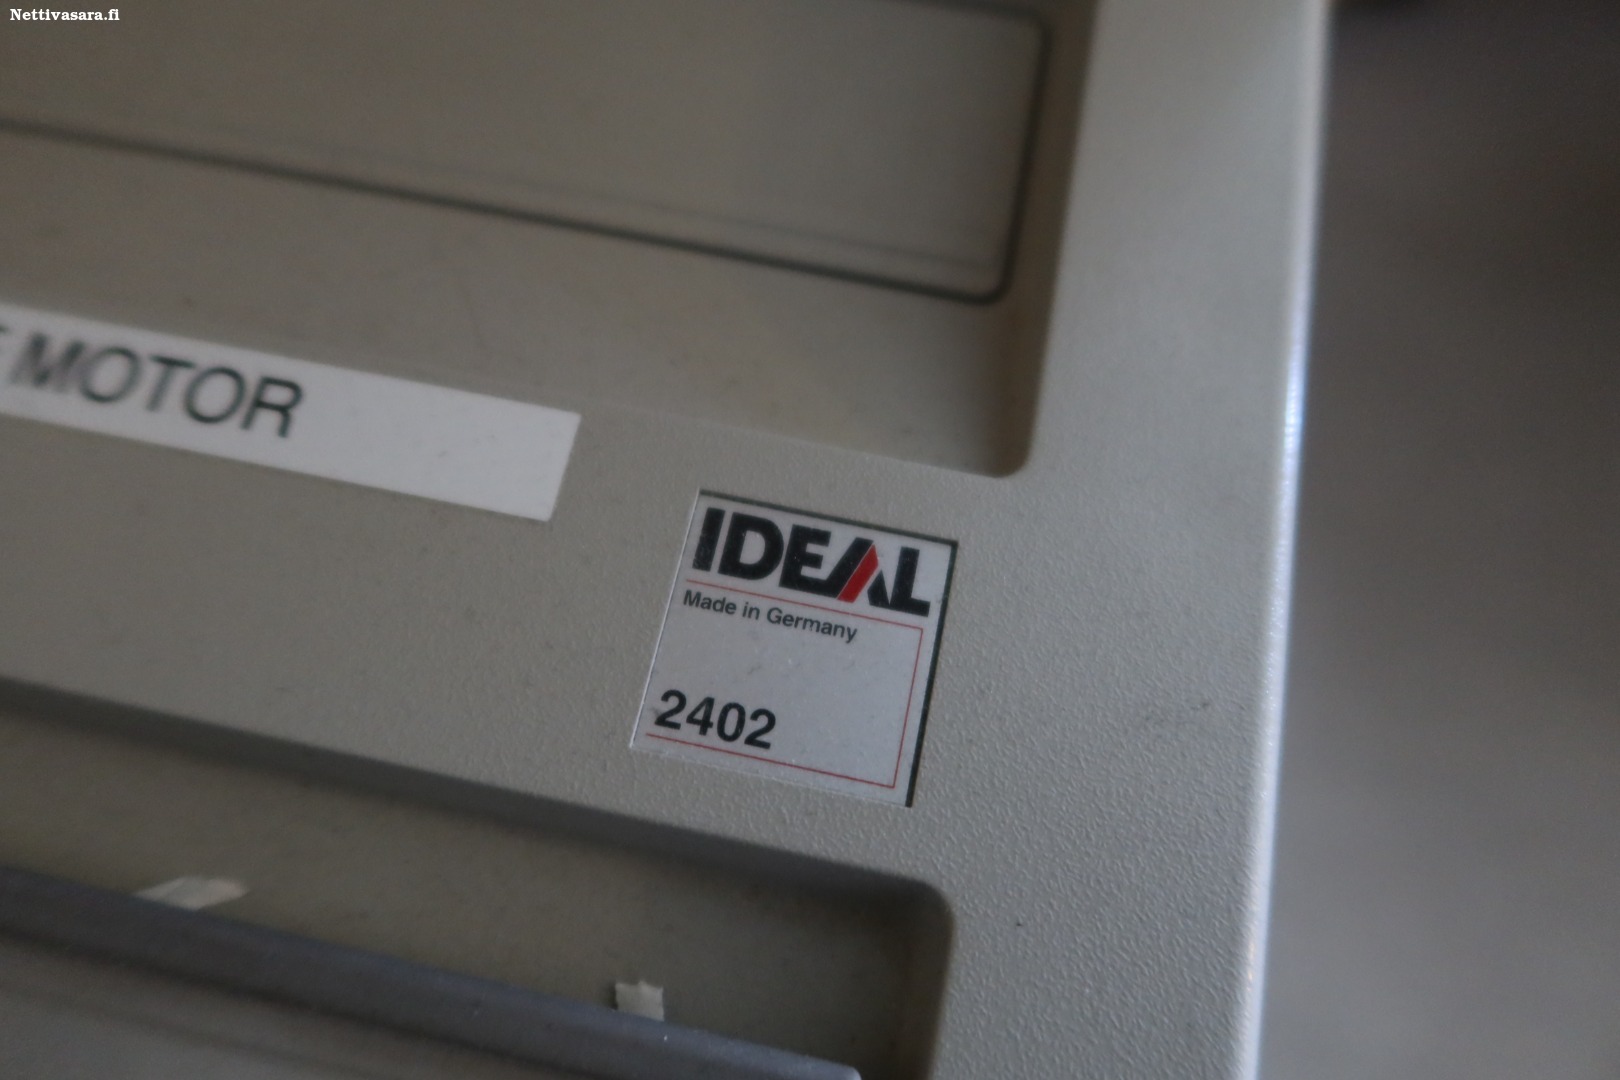 Nettivasara.fi
MOTOR
IDEAL
Made in Germany
2402